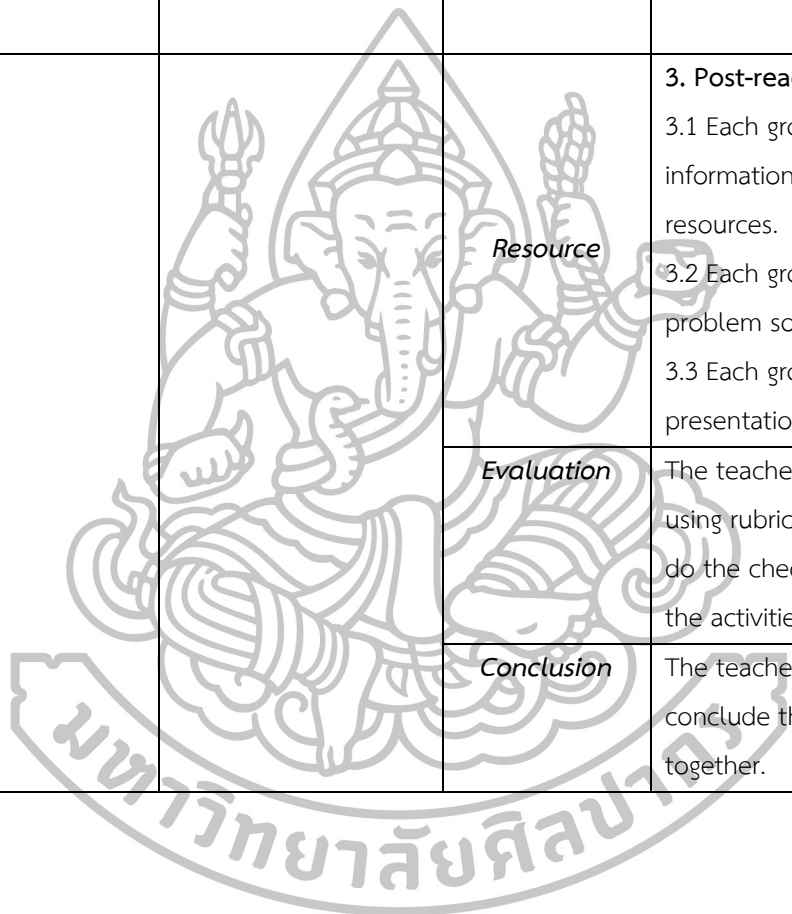 3. Post-rea
3.1 Each gro
information
resources.
Resource
3.2 Each gro
problem so
3.3 Each gro
presentatio
Evaluation
The teache
using rubric
do the chec
the activitie
Conclusion
The teache
conclude th
together.
มหาวิทยาลัยศิลปากร